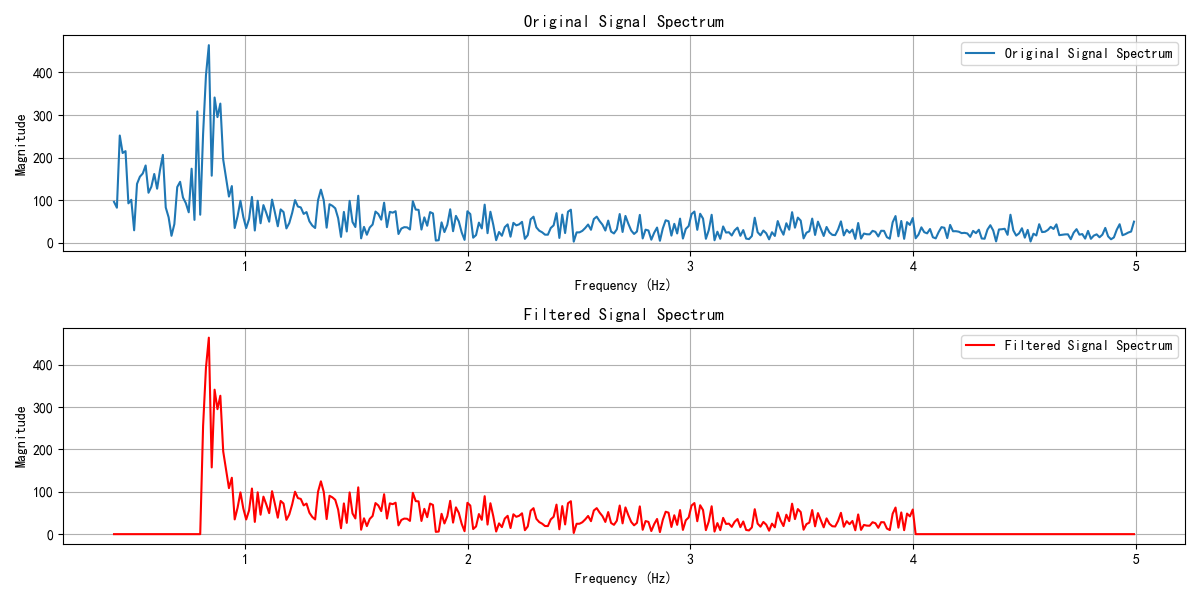 Original Signal Spectrum
Original Signal Spectrum
Magnitude
400
300
200
100
0
1 2 3 4 5
Frequency (Hz)
Filtered Signal Spectrum
Filtered Signal Spectrum
Magnitude
400
300
200
100
0
1 2 3 4 5
Frequency (Hz)